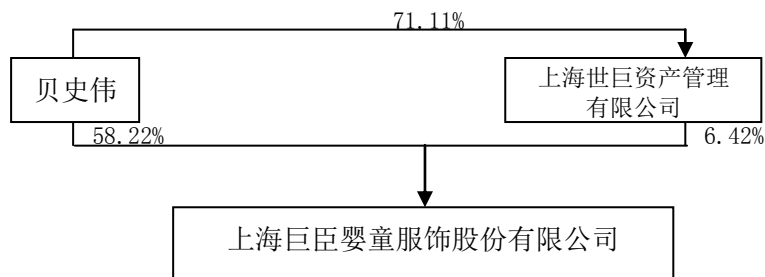 71.11%
贝史伟
上海世巨资产管理
有限公司
58.22%
6.42%
上海巨臣婴童服饰股份有限公司